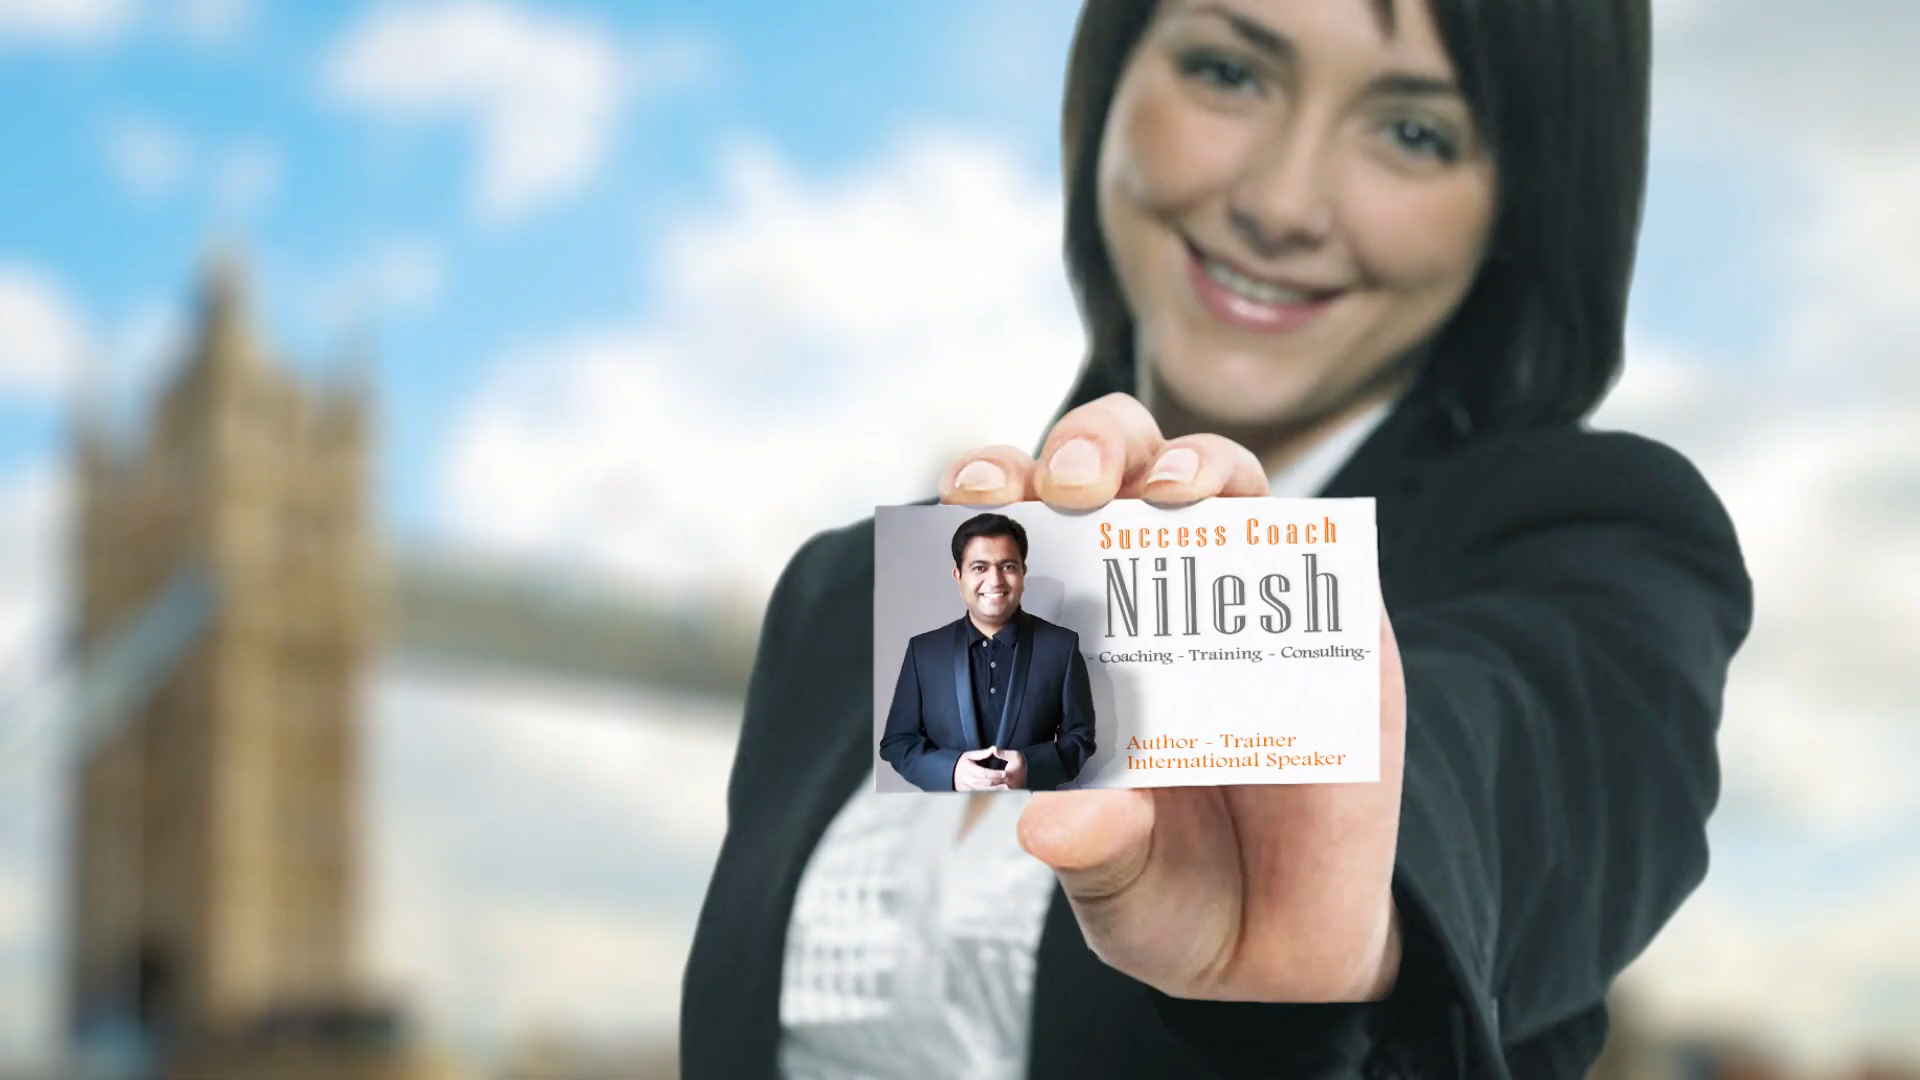 Success Coach
Nilesh
- Coaching - Training - Consulting-
Author - Trainer
International Speaker